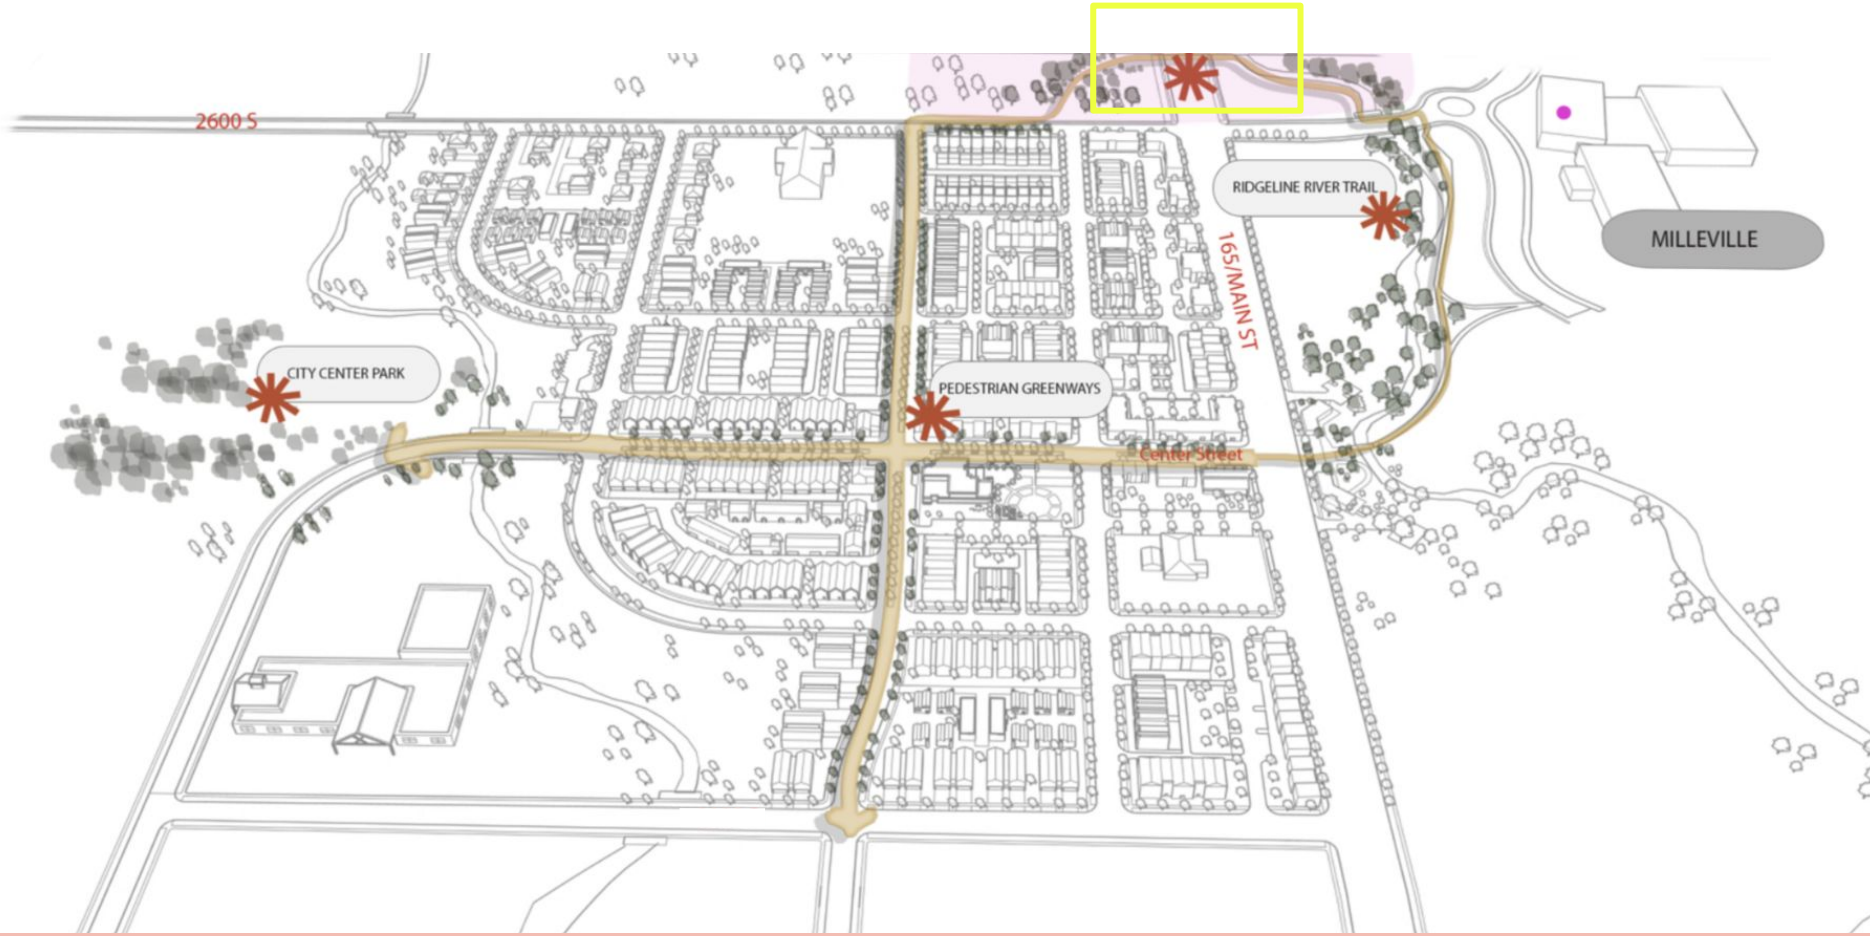 2600 S
RIDGELINE RIVER TRAIL
MILLEVILLE
165/MAIN ST
CITY CENTER PARK
PEDESTRIAN GREENWAYS
Center Street